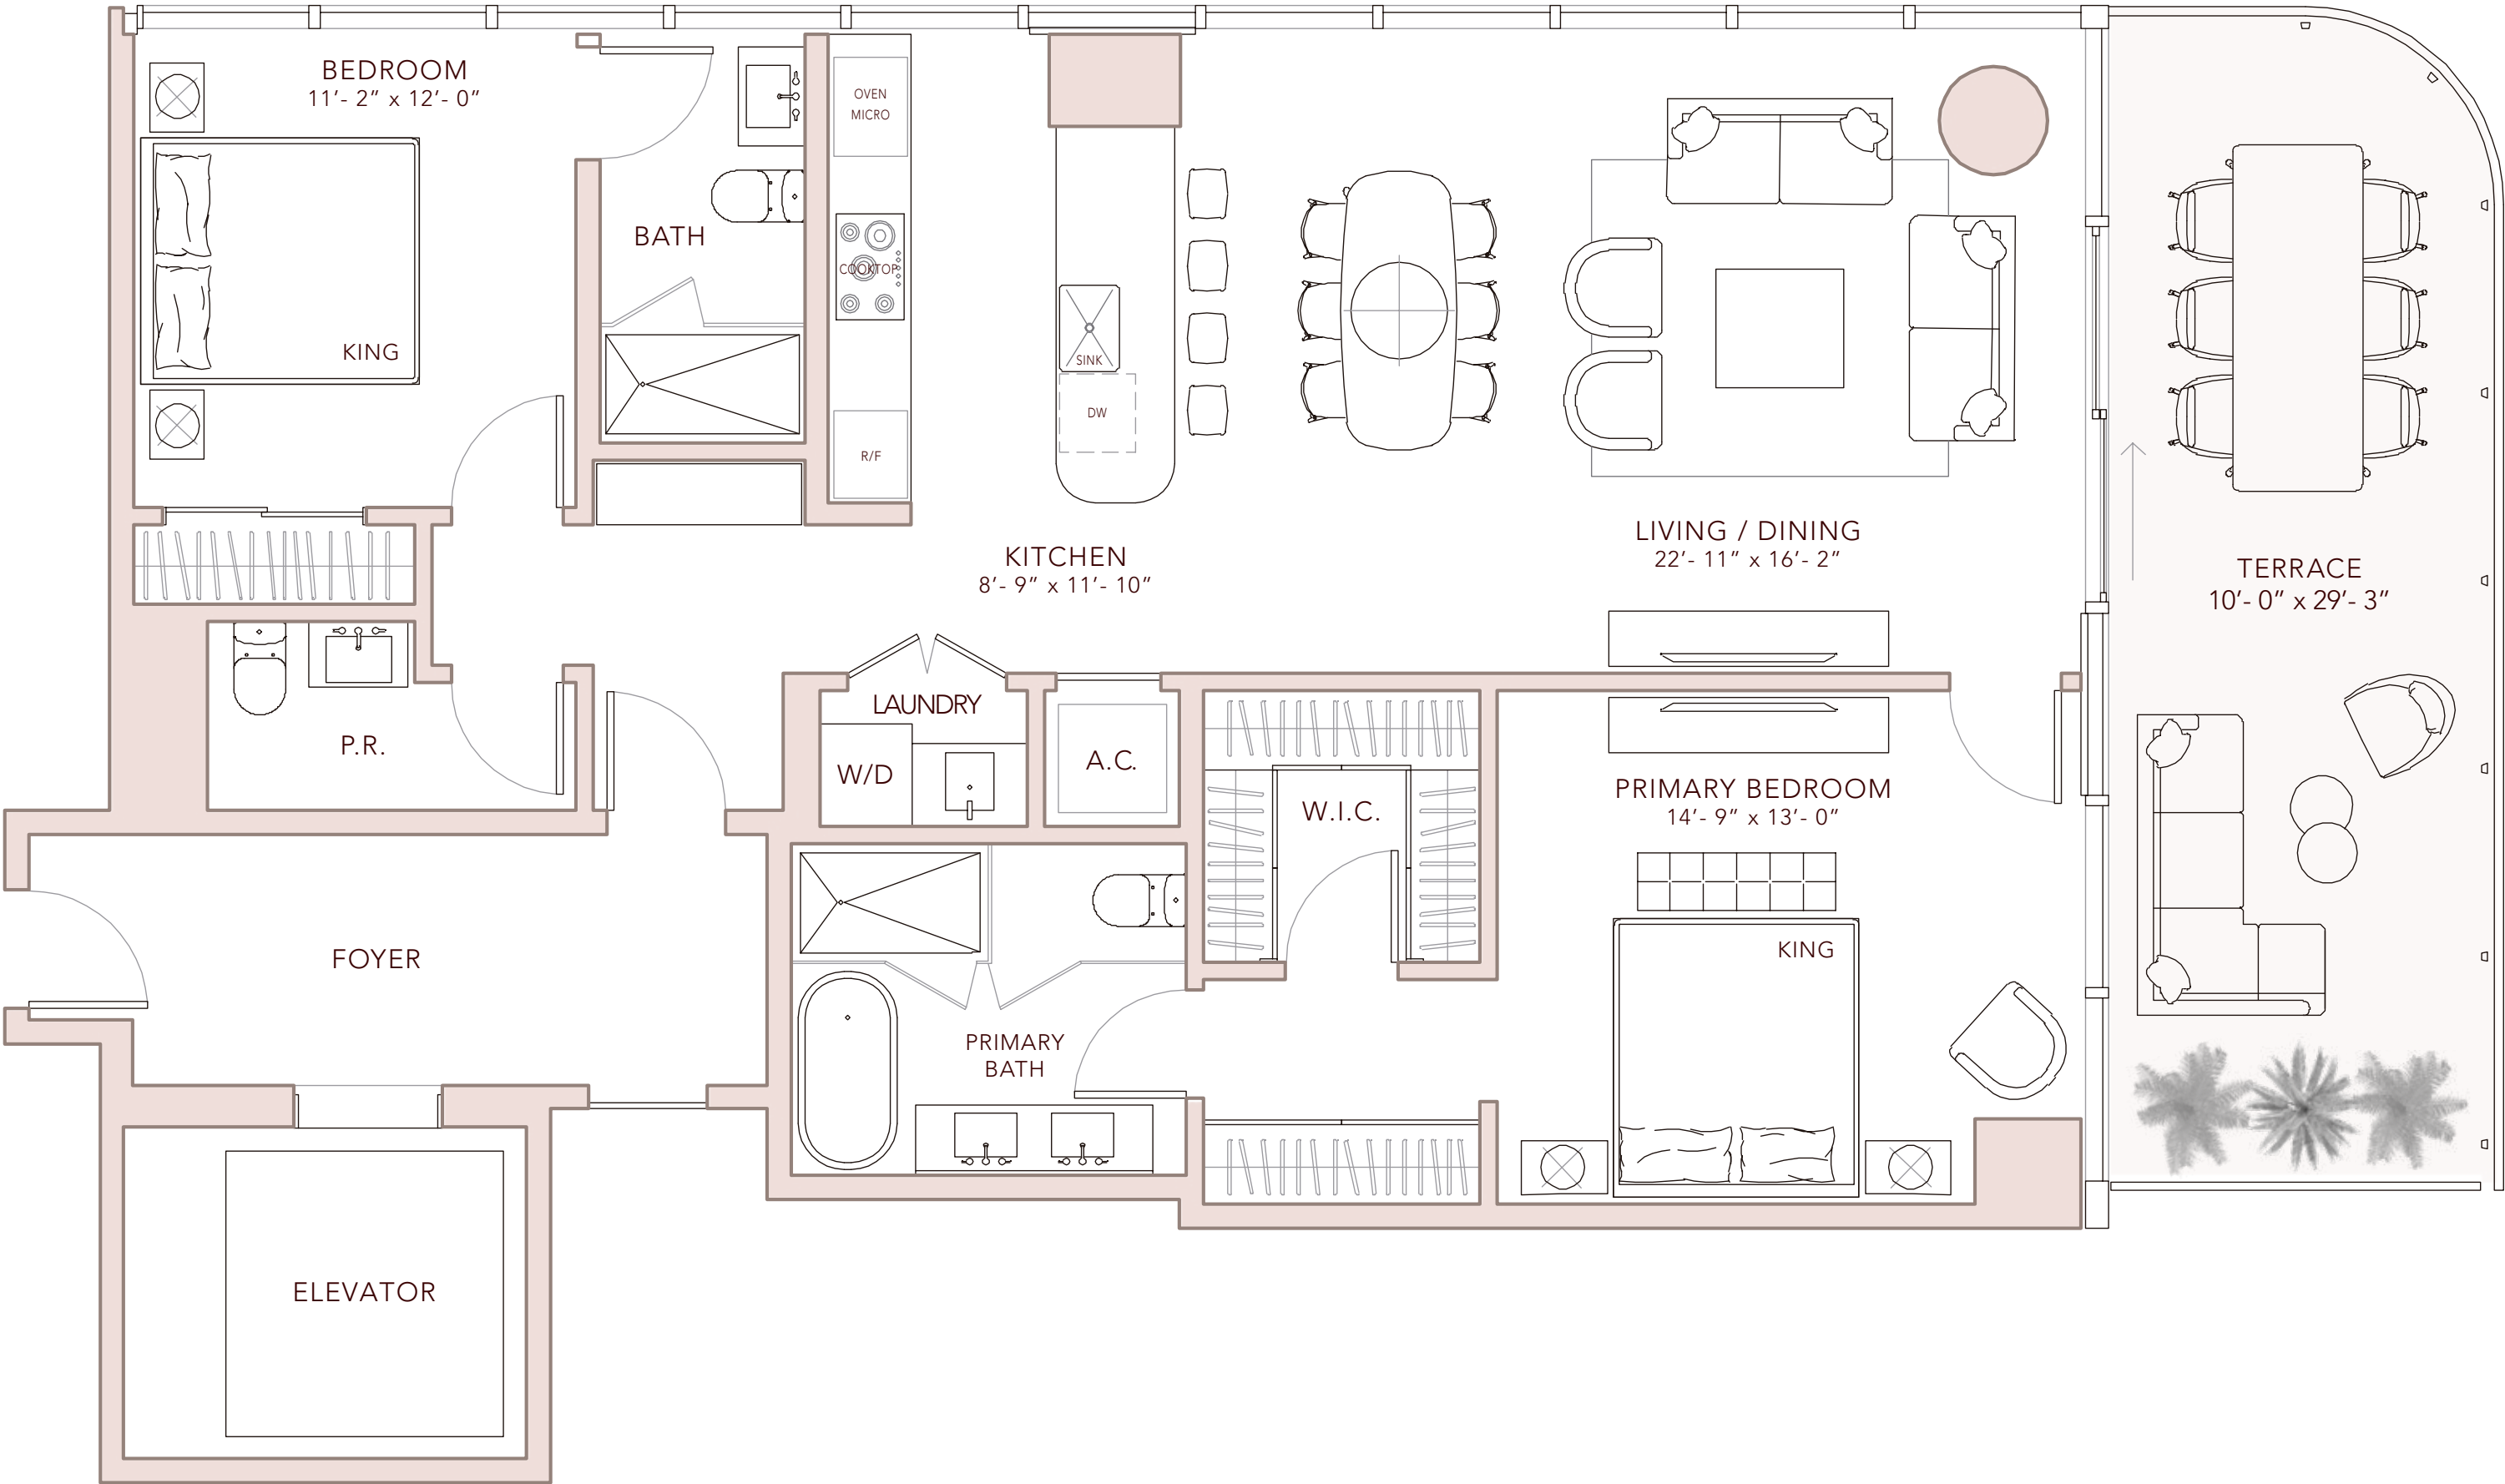 BEDROOM
11’- 2” x 12’- 0”
KING
BATH
OVEN
MICRO
COOKTOP
R/F
SINK
DW
KITCHEN
8’- 9” x 11’- 10”
LIVING / DINING
22’- 11” x 16’- 2”
TERRACE
10’- 0” x 29’- 3”
P.R.
LAUNDRY
W/D
A.C.
W.I.C.
PRIMARY BEDROOM
14’- 9” x 13’- 0”
KING
FOYER
PRIMARY
BATH
ELEVATOR